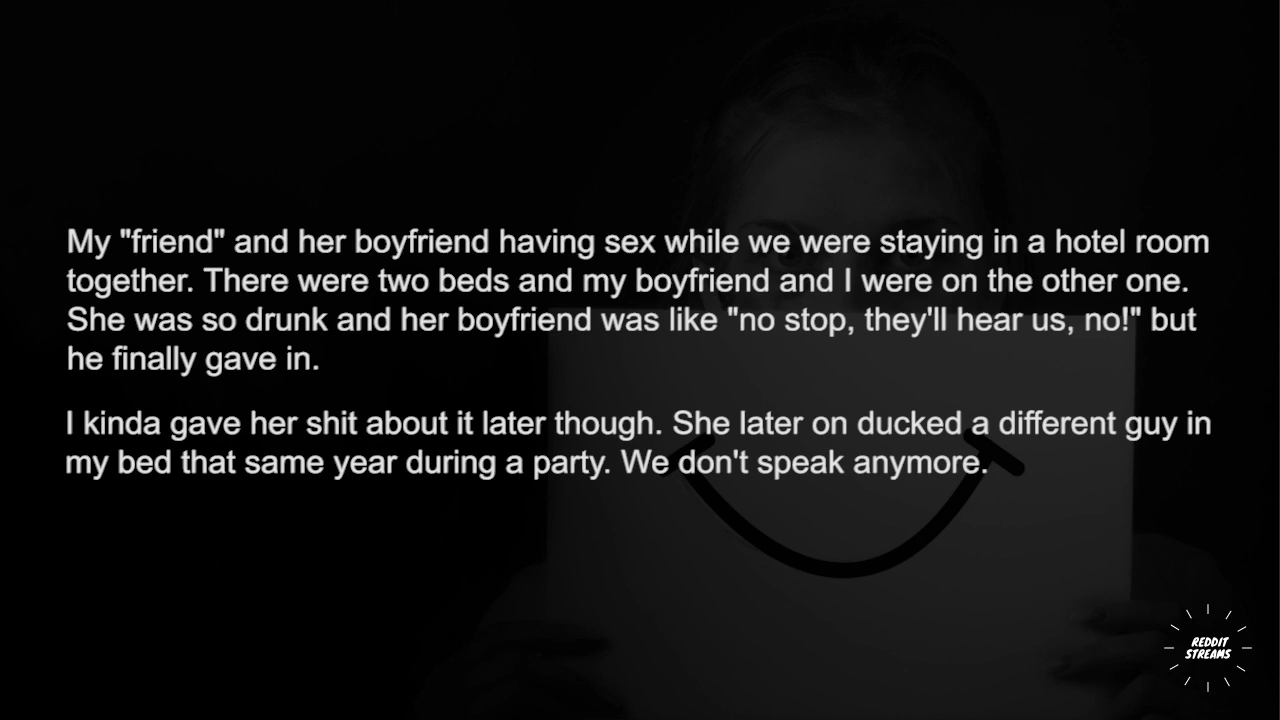 My "friend" and her boyfriend having sex while we were staying in a hotel room
together. There were two beds and my boyfriend and I were on the other one.
She was so drunk and her boyfriend was like "no stop, they'll hear us, no!" but
he finally gave in.
I kinda gave her shit about it later though. She later on ducked a different guy in
my bed that same year during a party. We don't speak anymore.
REDDIT
STREAMS